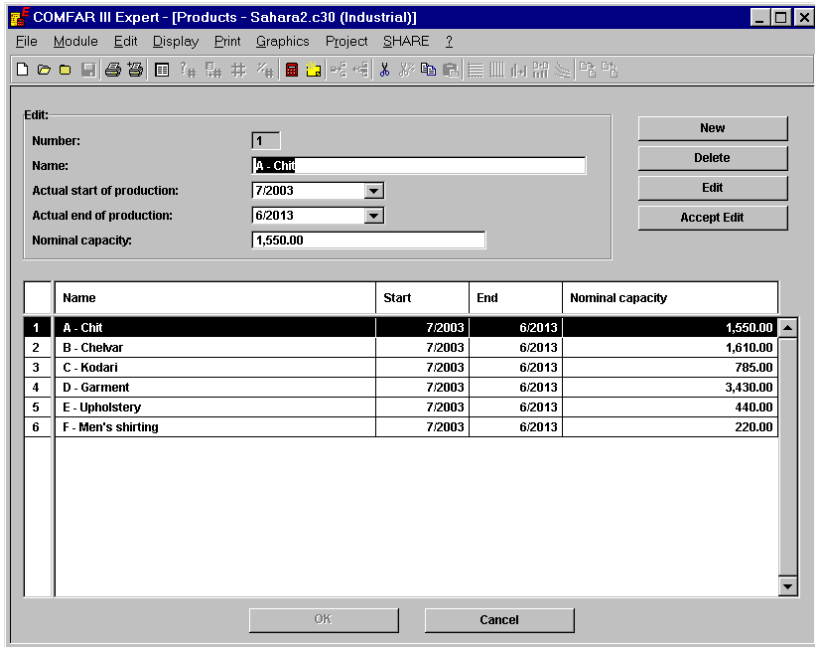 COMFAR III Expert - [Products - Sahara2.c30 (Industrial)]
File Module Edit Display Print Graphics Project SHARE ?
Edit:
Number: 1
Name: A - Chit
Actual start of production: 7/2003
Actual end of production: 6/2013
Nominal capacity: 1,550.00
New
Delete
Edit
Accept Edit
Name Start End Nominal capacity
1 A - Chit 7/2003 6/2013 1,550.00
2 B - Chelvar 7/2003 6/2013 1,610.00
3 C - Kodari 7/2003 6/2013 785.00
4 D - Garment 7/2003 6/2013 3,430.00
5 E - Upholstery 7/2003 6/2013 440.00
6 F - Men's shirting 7/2003 6/2013 220.00
OK Cancel